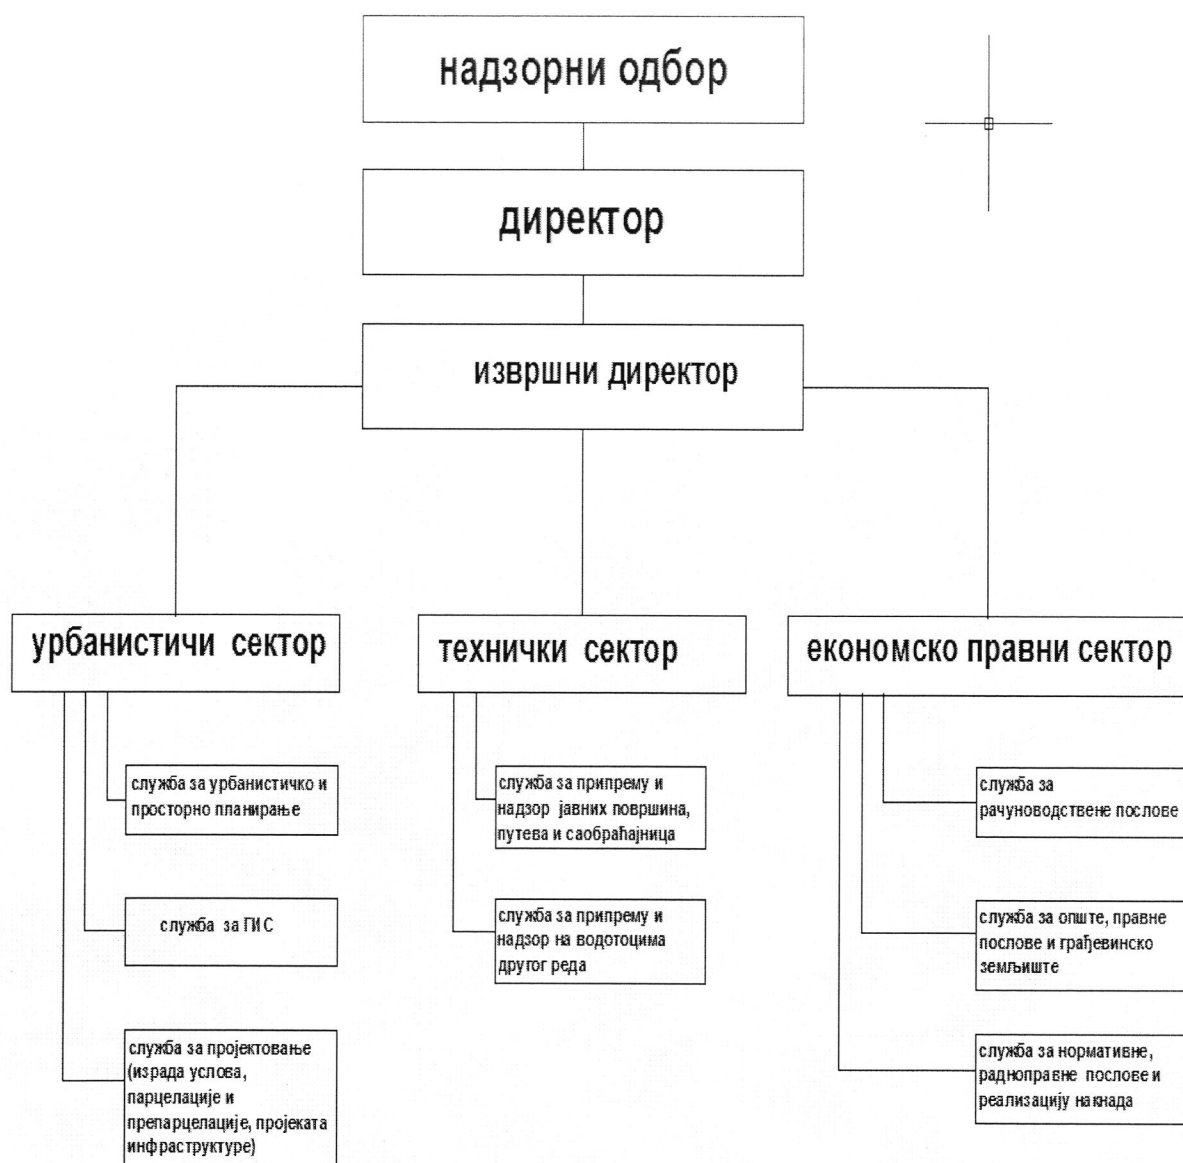 надзорни одбор
директор
извршни директор
урбанистичи сектор
технички сектор
економско правни сектор
служба за урбанистичко и
просторно планирање
служба за ГИС
служба за пројектовање
(израда услова,
парцелације и
препарцелације, пројеката
инфраструктуре)
служба за припрему и
надзор јавних површина,
путева и саобраћајница
служба за припрему и
надзор на водотоцима
другог реда
служба за
рачуноводствене послове
служба за опште, правне
послове и грађевинско
земљиште
служба за нормативне,
радноправне послове и
реализацију накнада